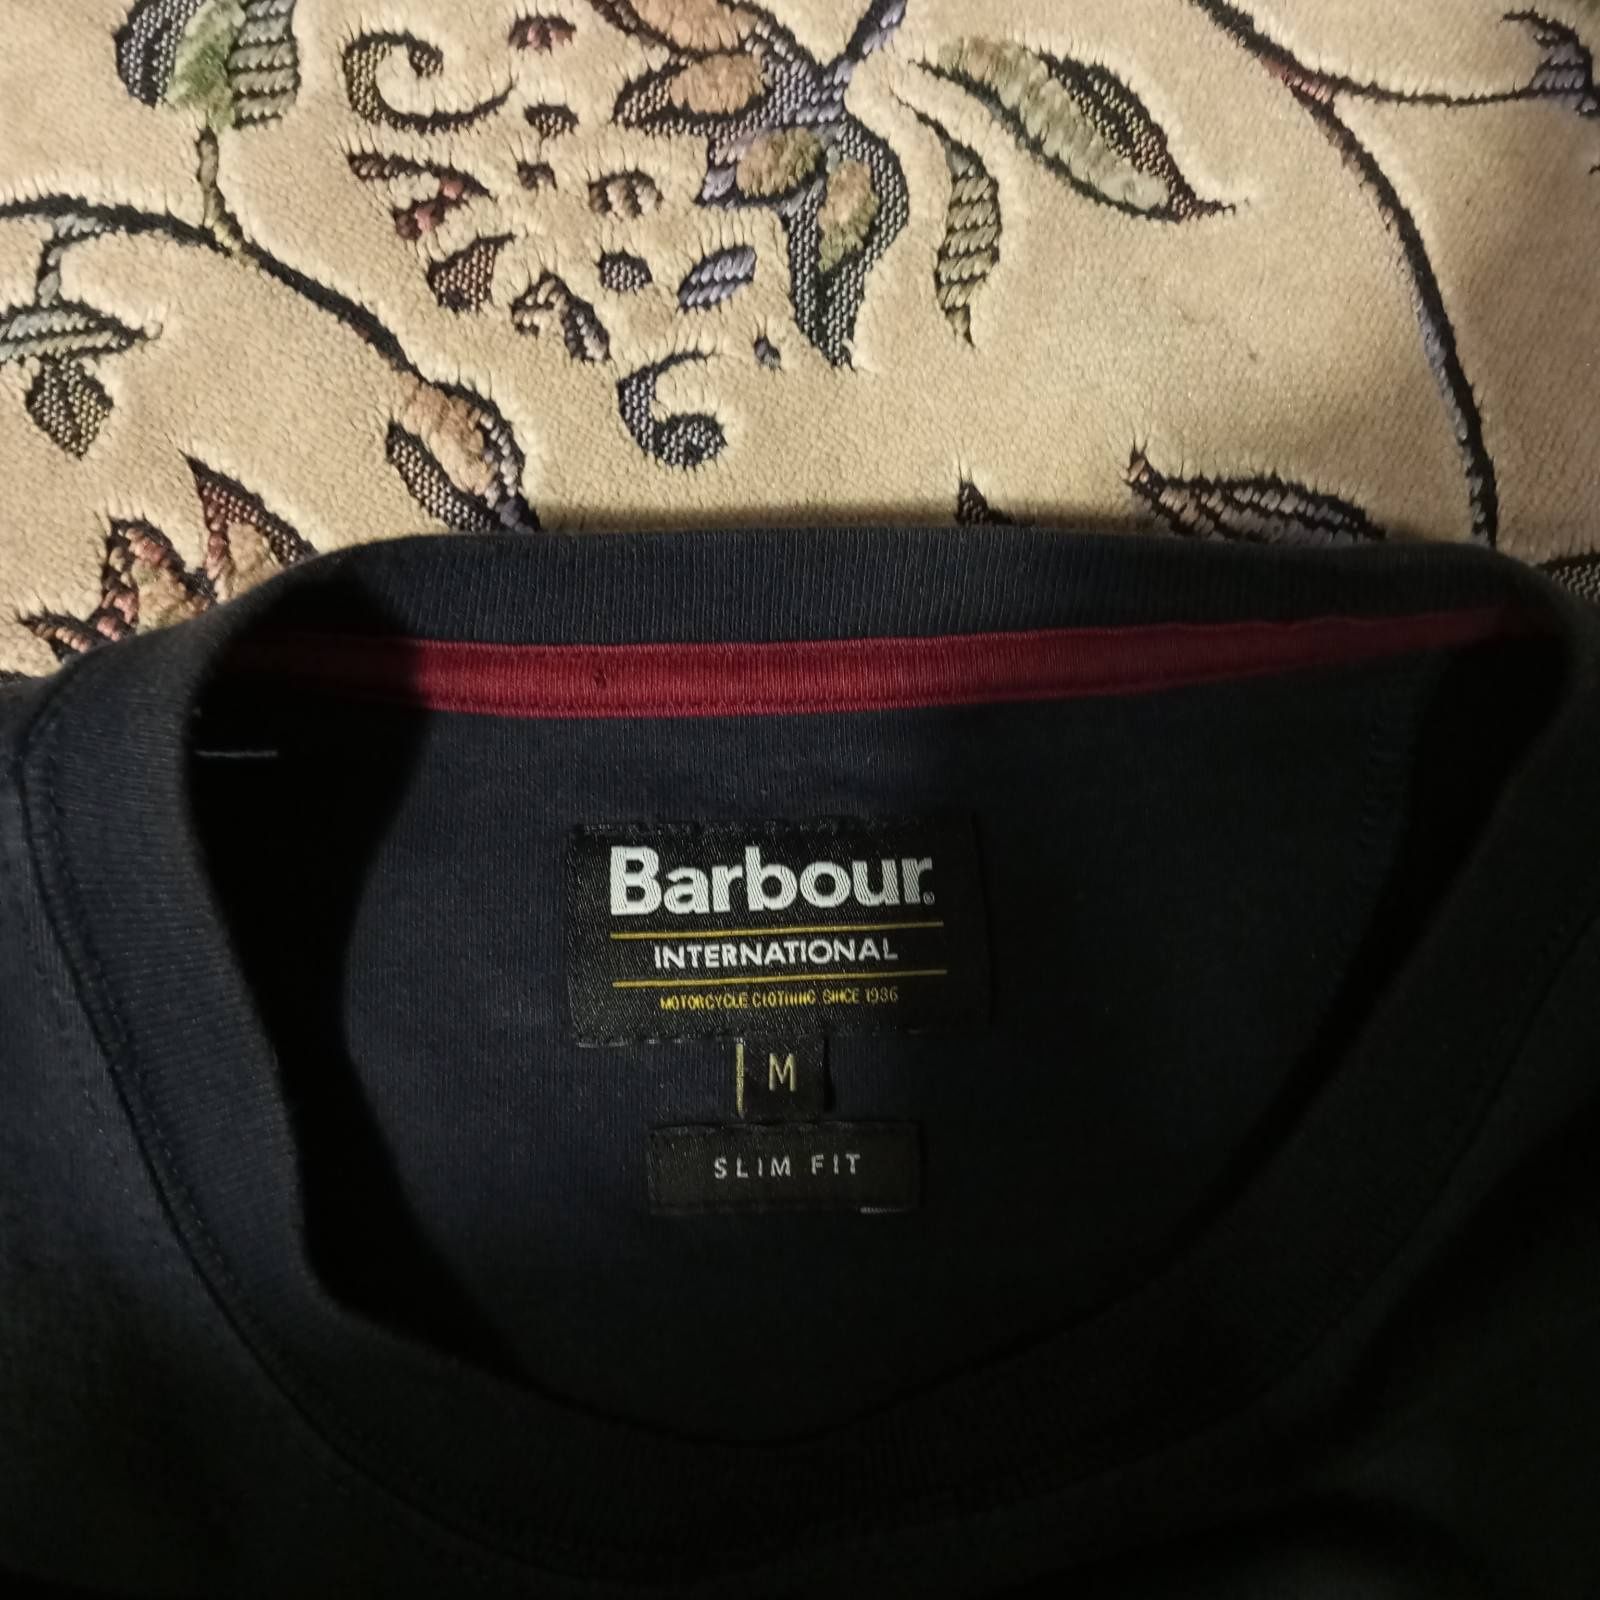 Barbour
INTERNATIONAL
MOTORCYCLE CLOTHING SINCE 1936
M
SLIM FIT